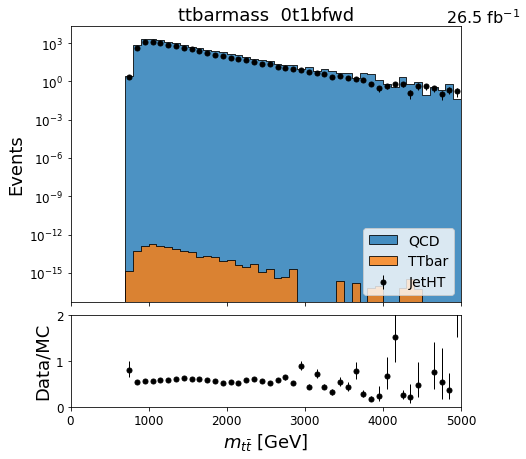 ttbarmass 0t1bfwd
26.5 fb⁻¹
Events
10³
10⁰
10⁻³
10⁻⁶
10⁻⁹
10⁻¹²
10⁻¹⁵
QCD
TTbar
JetHT
Data/MC
2
1
0
0 1000 2000 3000 4000 5000
m_{tt̄} [GeV]